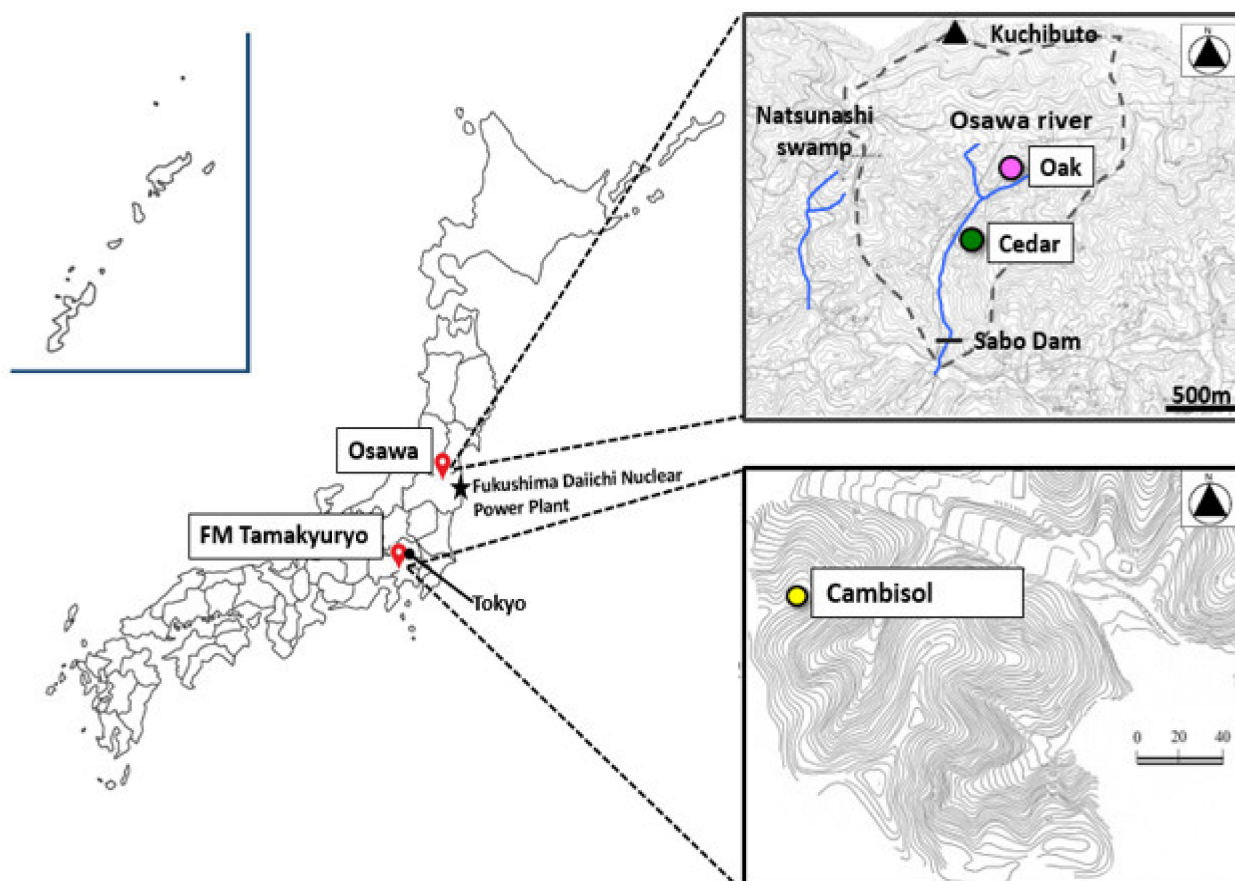 Osawa
Fukushima Daiichi Nuclear
Power Plant
FM Tamakyuryo
Tokyo
Kuchibuto
N
Natsunashi
swamp
Osawa river
Oak
Cedar
Sabo Dam
500m
N
Cambisol
0 20 40